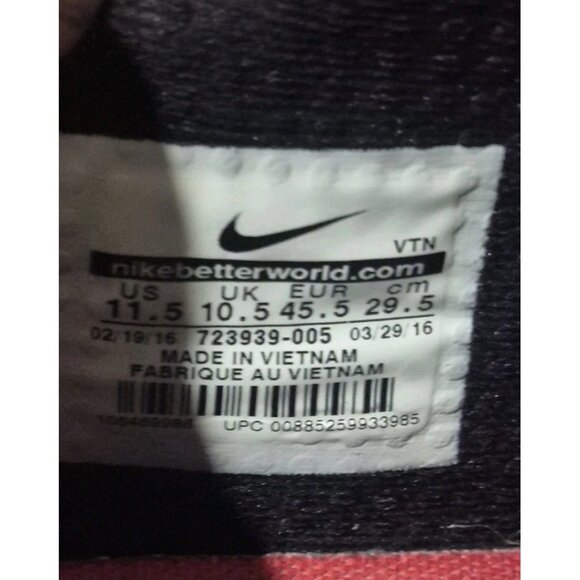 VTN
nikebetterworld.com
US UK EUR cm
11.5 10.5 45.5 29.5
02/19/16 723939-005 03/29/16
MADE IN VIETNAM
FABRIQUE AU VIETNAM
UPC 00885259933985